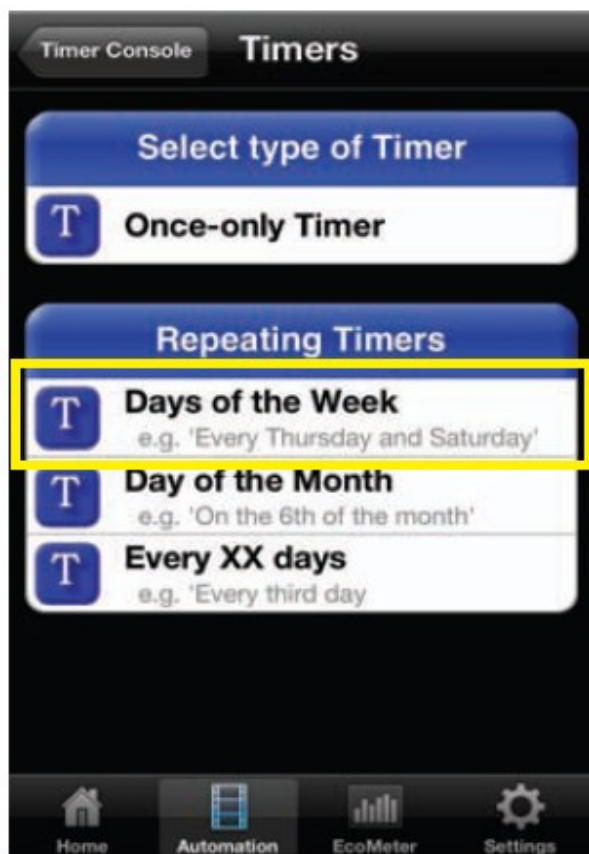 Timer Console
Timers
Select type of Timer
T
Once-only Timer
Repeating Timers
T
Days of the Week
e.g. 'Every Thursday and Saturday'
T
Day of the Month
e.g. 'On the 6th of the month'
T
Every XX days
e.g. 'Every third day
Home
Automation
EcoMeter
Settings